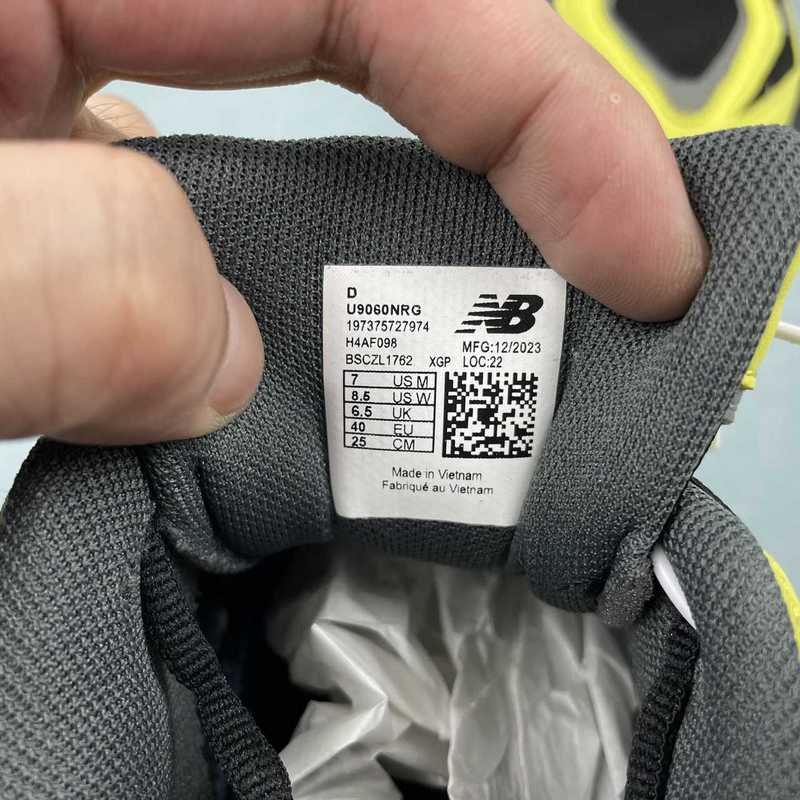 D
U9060NRG
197375727974
H4AF098
BSCZL1762 XGP
NB
MFG:12/2023
LOC:22
7 US M
8.5 US W
6.5 UK
40 EU
25 CM
Made in Vietnam
Fabriqué au Vietnam